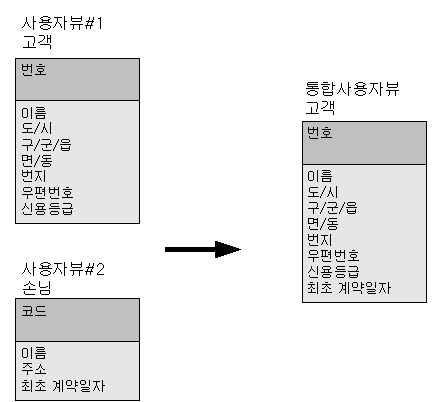 사용자뷰#1
고객
번호
이름
도/시
구/군/읍
면/동
번지
우편번호
신용등급
사용자뷰#2
손님
코드
이름
주소
최초 계약일자
통합사용자뷰
고객
번호
이름
도/시
구/군/읍
면/동
번지
우편번호
신용등급
최초 계약일자